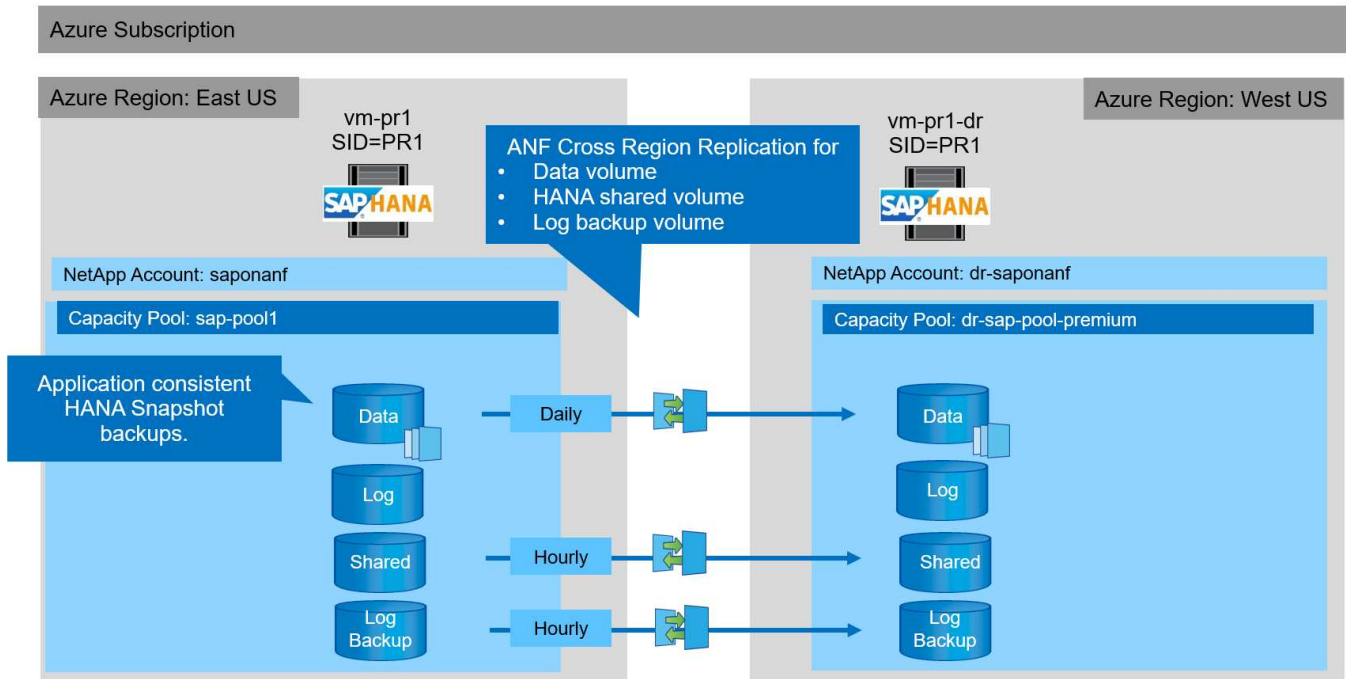 Azure Subscription
Azure Region: East US
Azure Region: West US
vm-pr1
SID=PR1
SAP HANA
ANF Cross Region Replication for
• Data volume
• HANA shared volume
• Log backup volume
vm-pr1-dr
SID=PR1
SAP HANA
NetApp Account: saponanf
NetApp Account: dr-saponanf
Capacity Pool: sap-pool1
Capacity Pool: dr-sap-pool-premium
Application consistent
HANA Snapshot
backups.
Data
Daily
Data
Log
Log
Shared
Hourly
Shared
Log
Backup
Hourly
Log
Backup